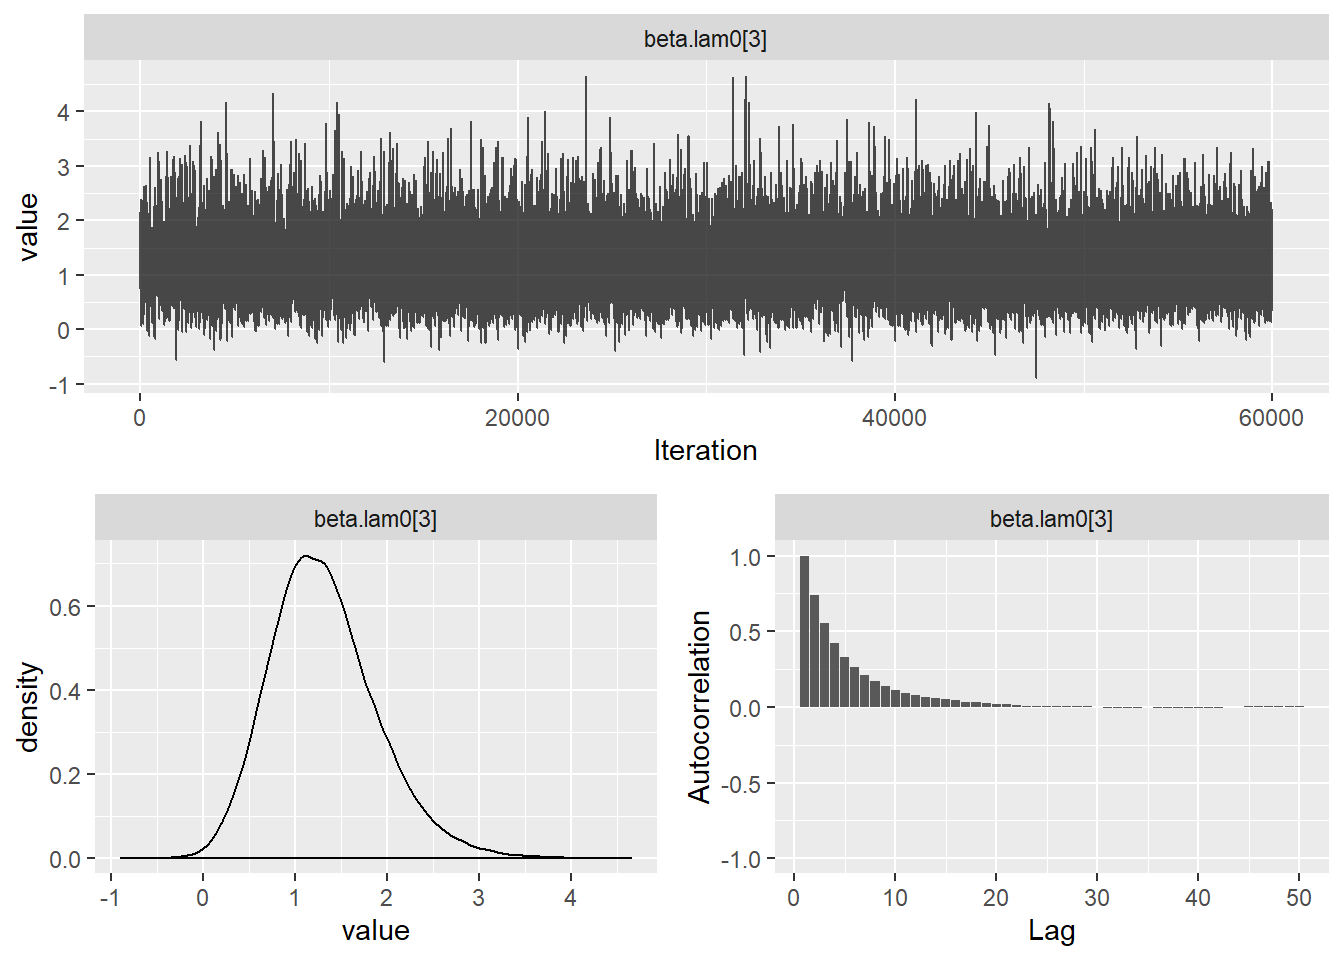 beta.lam0[3]
4
3
2
1
0
-1
value
0 20000 40000 60000
Iteration
beta.lam0[3]
0.6
0.4
0.2
0.0
density
-1 0 1 2 3 4
value
beta.lam0[3]
1.0
0.5
0.0
-0.5
-1.0
Autocorrelation
0 10 20 30 40 50
Lag